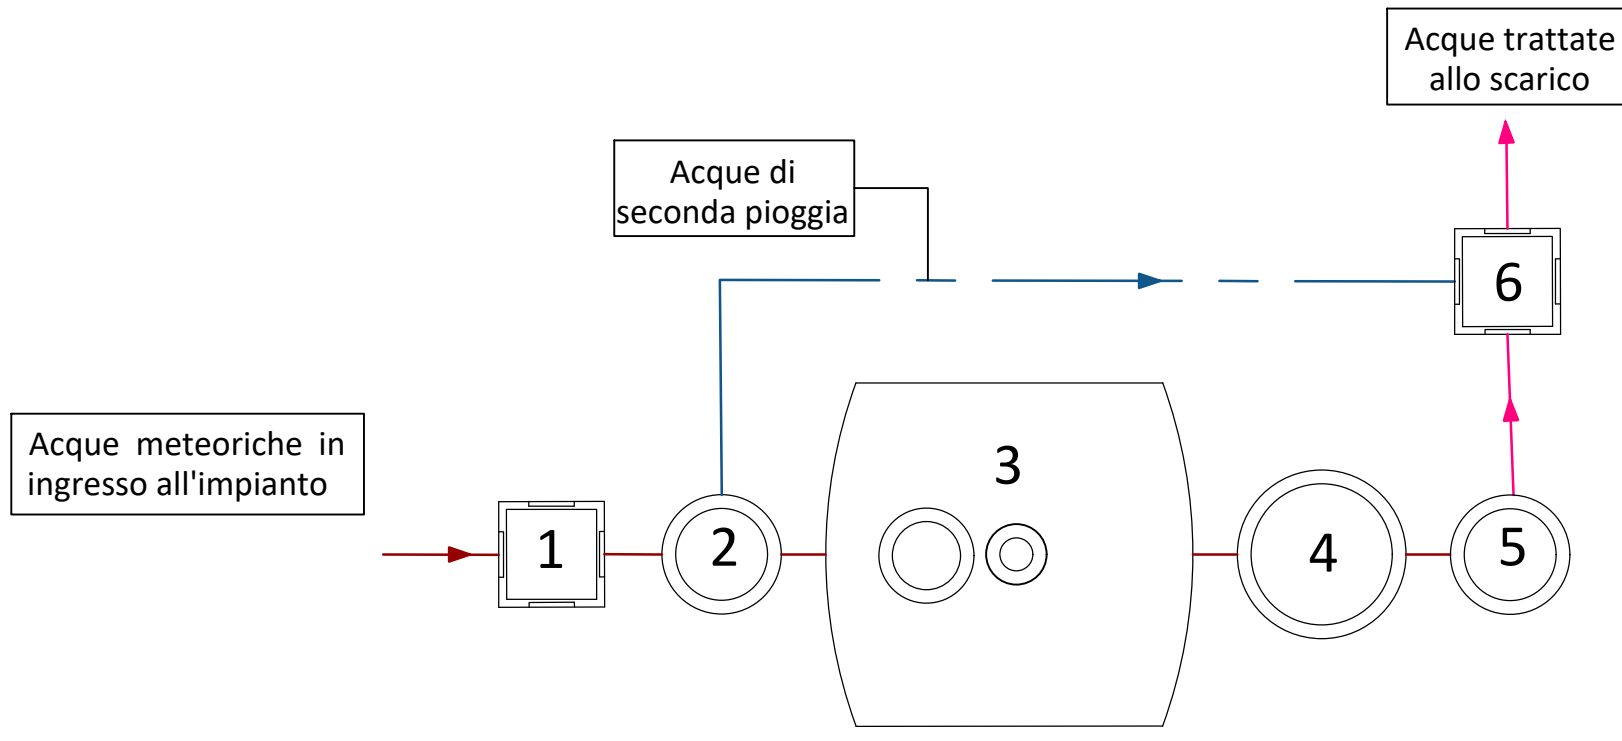 Acque trattate
allo scarico
Acque di
seconda pioggia
6
Acque meteoriche in
ingresso all'impianto
3
1
2
4
5